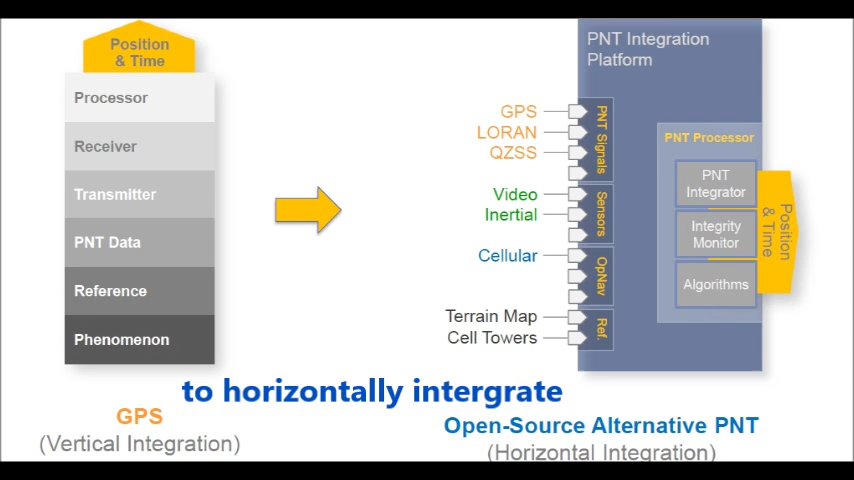 Position
& Time
Processor
Receiver
Transmitter
PNT Data
Reference
Phenomenon
GPS
(Vertical Integration)
PNT Integration
Platform
GPS
LORAN
QZSS
PNT Signals
Video
Inertial
Sensors
Cellular
OpNav
Terrain Map
Cell Towers
Ref.
PNT Processor
PNT
Integrator
Integrity
Monitor
Algorithms
Position
& Time
to horizontally intergrate
Open-Source Alternative PNT
(Horizontal Integration)